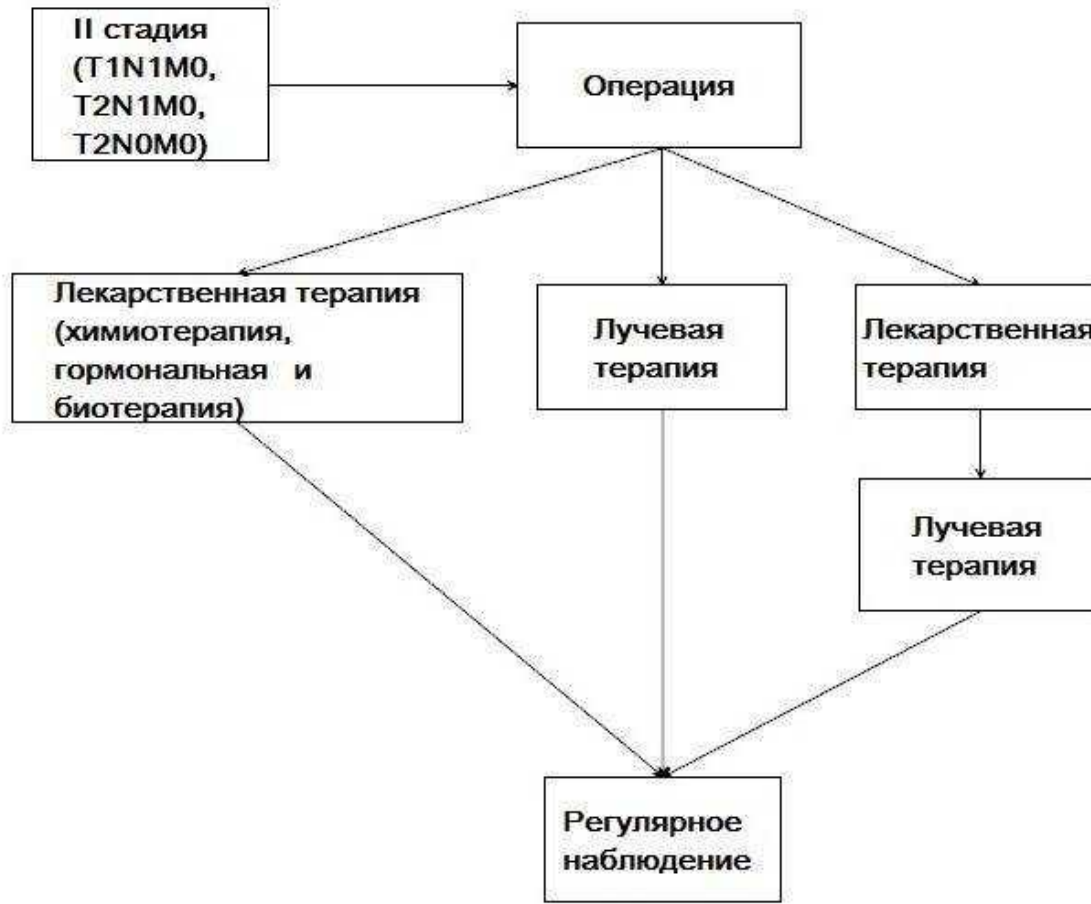 II стадия
(T1N1M0,
T2N1M0,
T2N0M0)
Операция
Лекарственная терапия
(химиотерапия,
гормональная и
биотерапия)
Лучевая
терапия
Лекарственная
терапия
Лучевая
терапия
Регулярное
наблюдение